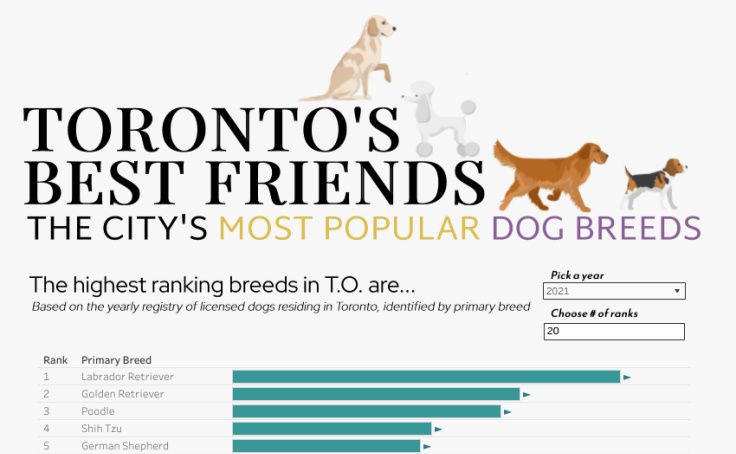 TORONTO'S
BEST FRIENDS
THE CITY'S MOST POPULAR DOG BREEDS
The highest ranking breeds in T.O. are...
Based on the yearly registry of licensed dogs residing in Toronto, identified by primary breed
Pick a year
2021
Choose # of ranks
20
Rank Primary Breed
1 Labrador Retriever
2 Golden Retriever
3 Poodle
4 Shih Tzu
5 German Shepherd